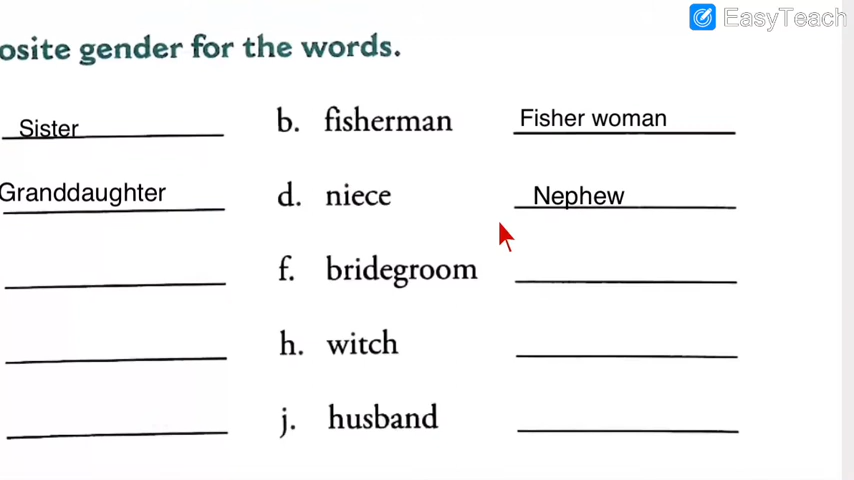 EasyTeach
osite gender for the words.
Sister b. fisherman Fisher woman
Granddaughter d. niece Nephew
f. bridegroom
h. witch
j. husband